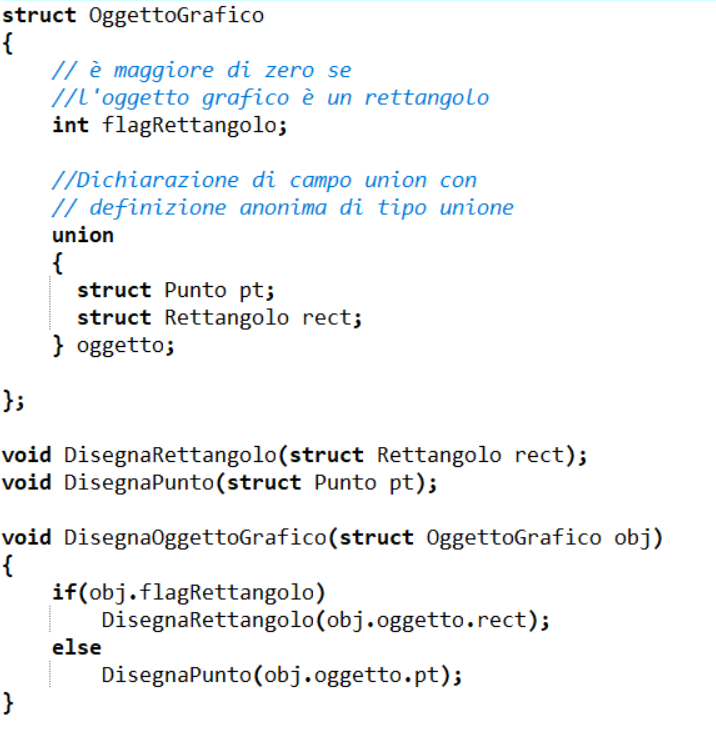 struct OggettoGrafico
{
// è maggiore di zero se
//l'oggetto grafico è un rettangolo
int flagRettangolo;
//Dichiarazione di campo union con
// definizione anonima di tipo unione
union
{
struct Punto pt;
struct Rettangolo rect;
} oggetto;
};
void DisegnaRettangolo(struct Rettangolo rect);
void DisegnaPunto(struct Punto pt);
void DisegnaOggettoGrafico(struct OggettoGrafico obj)
{
if(obj.flagRettangolo)
DisegnaRettangolo(obj.oggetto.rect);
else
DisegnaPunto(obj.oggetto.pt);
}